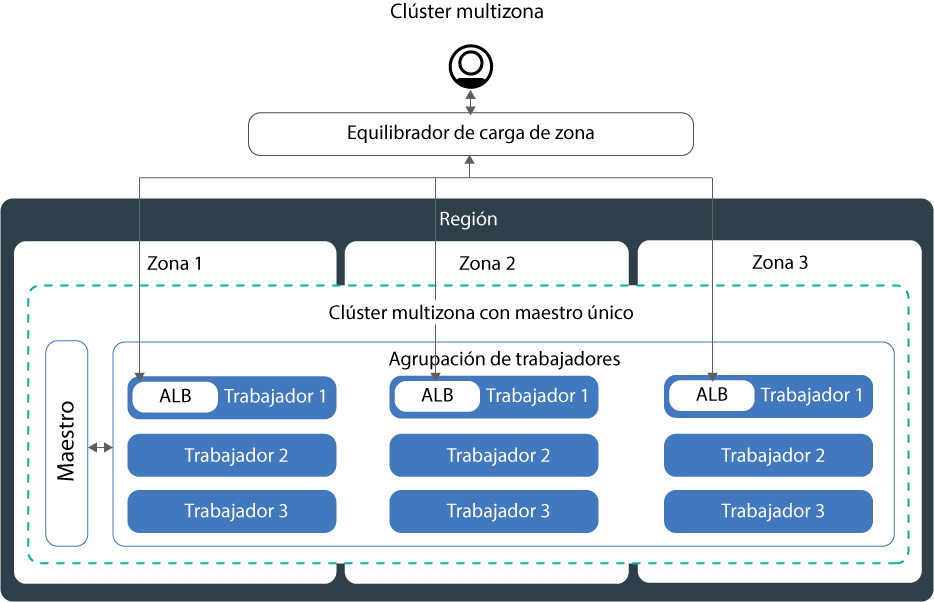 Clúster multizona
Equilibrador de carga de zona
Región
Zona 1
Zona 2
Zona 3
Clúster multizona con maestro único
Maestro
Agrupación de trabajadores
ALB Trabajador 1
Trabajador 2
Trabajador 3
ALB Trabajador 1
Trabajador 2
Trabajador 3
ALB Trabajador 1
Trabajador 2
Trabajador 3